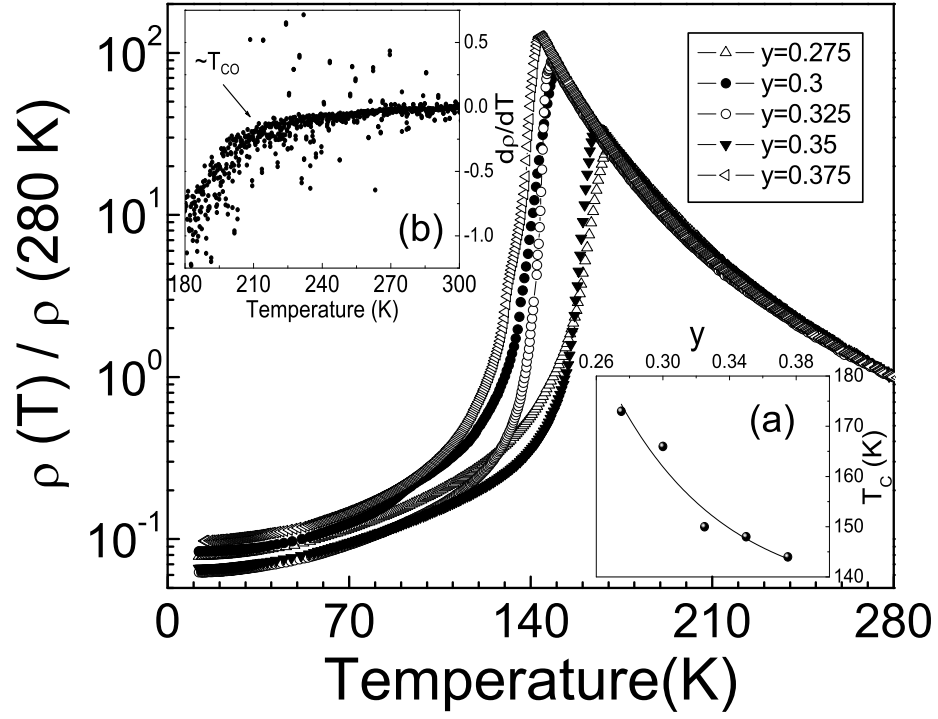 10²
10¹
10⁰
10⁻¹
ρ (T) / ρ (280 K)
0 70 140 210 280
Temperature(K)
y=0.275
y=0.3
y=0.325
y=0.35
y=0.375
~T_CO
(b)
0.5
0.0
-0.5
-1.0
dρ/dT
180 210 240 270 300
Temperature (K)
y
0.26 0.30 0.34 0.38
(a)
180
170
160
150
140
T_C (K)